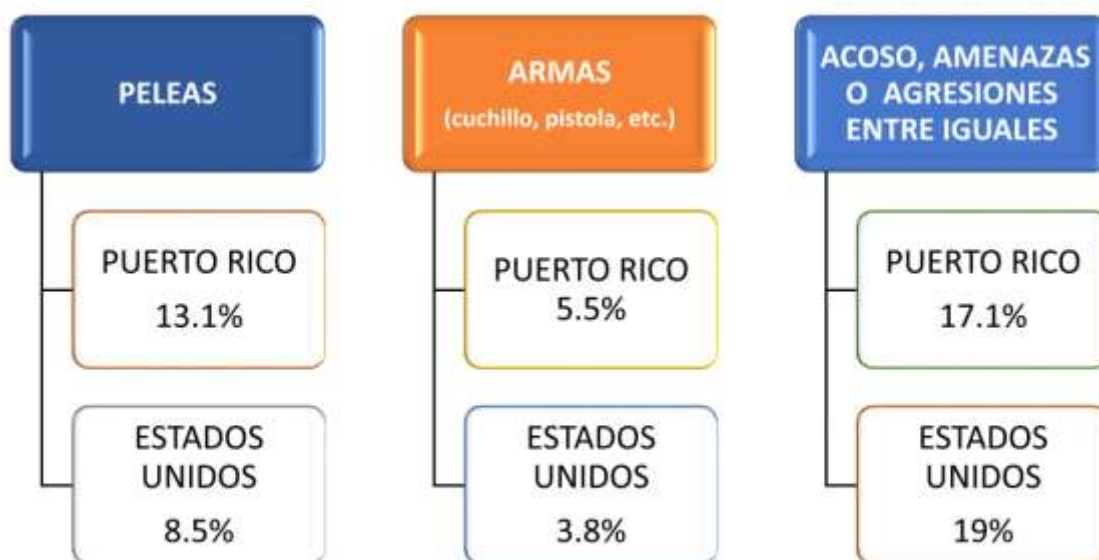 PELEAS
PUERTO RICO
13.1%
ESTADOS
UNIDOS
8.5%
ARMAS
(cuchillo, pistola, etc.)
PUERTO RICO
5.5%
ESTADOS
UNIDOS
3.8%
ACOSO, AMENAZAS
O AGRESIONES
ENTRE IGUALES
PUERTO RICO
17.1%
ESTADOS
UNIDOS
19%